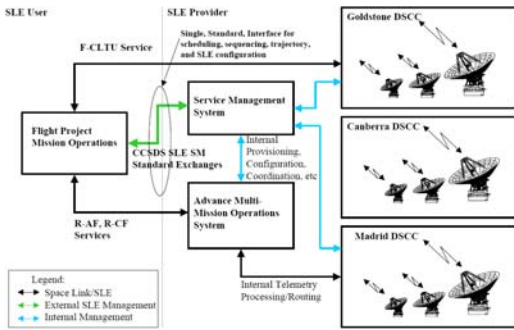 SLE User
SLE Provider
Single, Standard, Interface for
scheduling, sequencing, trajectory,
and SLE configuration
F-CLTU Service
Goldstone DSCC
Service Management
System
Flight Project
Mission Operations
CCSDS SLE SM
Standard Exchanges
Internal
Provisioning,
Configuration,
Coordination, etc
Canberra DSCC
Advance Multi-
Mission Operations
System
R-AF, R-CF
Services
Madrid DSCC
Internal Telemetry
Processing/Routing
Legend:
Space Link/SLE
External SLE Management
Internal Management